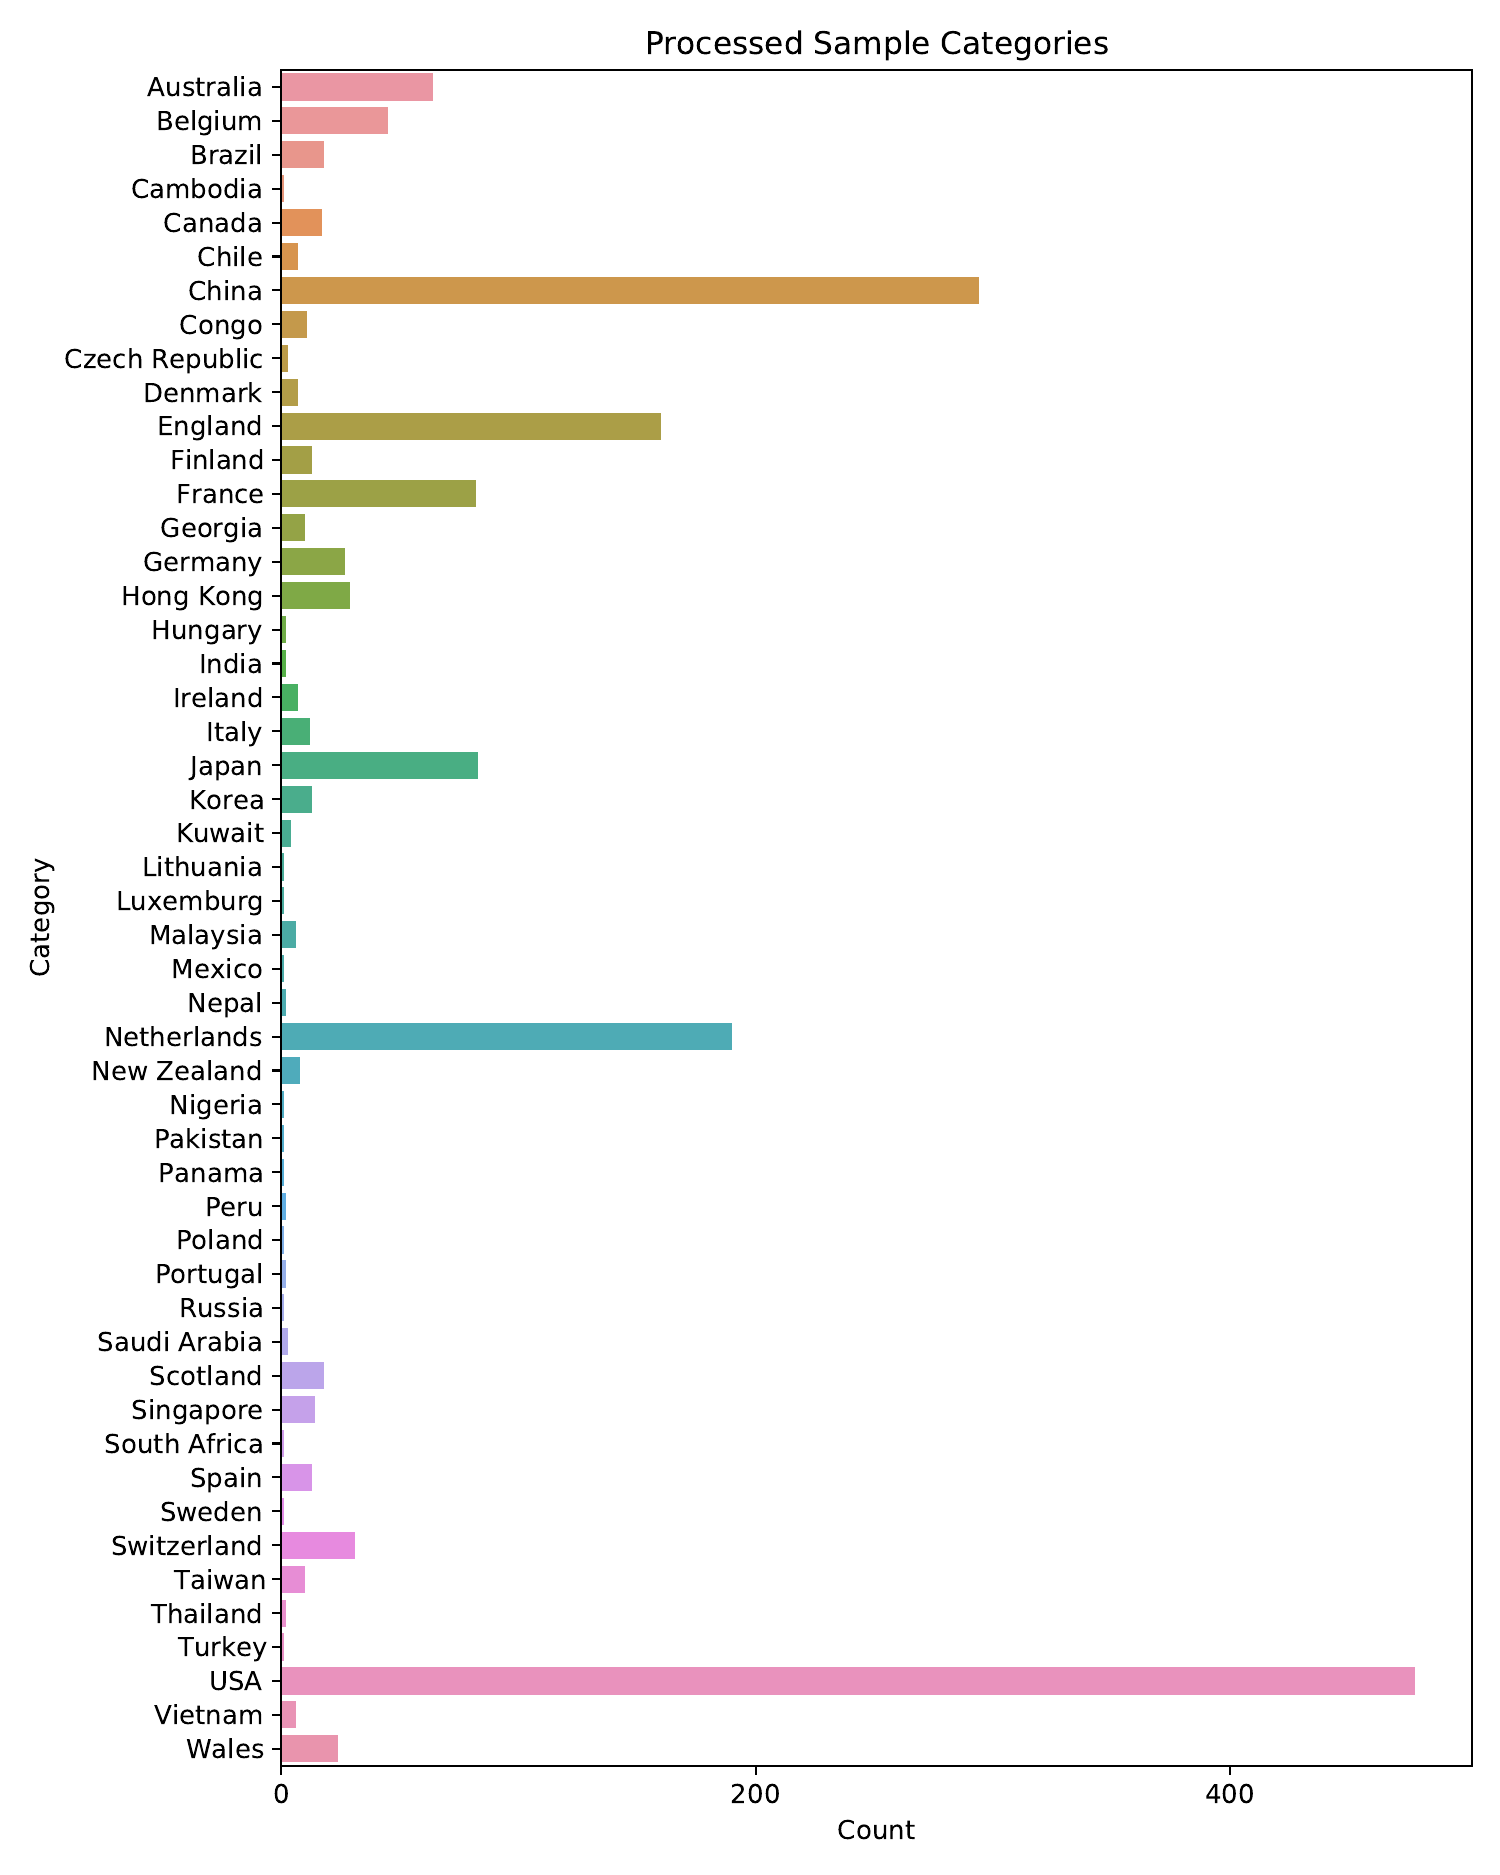 Processed Sample Categories
Australia
Belgium
Brazil
Cambodia
Canada
Chile
China
Congo
Czech Republic
Denmark
England
Finland
France
Georgia
Germany
Hong Kong
Hungary
India
Ireland
Italy
Japan
Korea
Kuwait
Lithuania
Luxemburg
Malaysia
Mexico
Nepal
Netherlands
New Zealand
Nigeria
Pakistan
Panama
Peru
Poland
Portugal
Russia
Saudi Arabia
Scotland
Singapore
South Africa
Spain
Sweden
Switzerland
Taiwan
Thailand
Turkey
USA
Vietnam
Wales
Category
0 200 400
Count